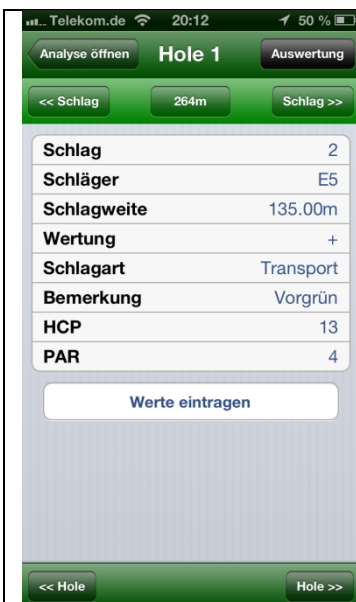 Telekom.de 20:12 50 %
Analyse öffnen Hole 1 Auswertung
<< Schlag 264m Schlag >>
Schlag 2
Schläger E5
Schlagweite 135.00m
Wertung +
Schlagart Transport
Bemerkung Vorgrün
HCP 13
PAR 4
Werte eintragen
<< Hole Hole >>